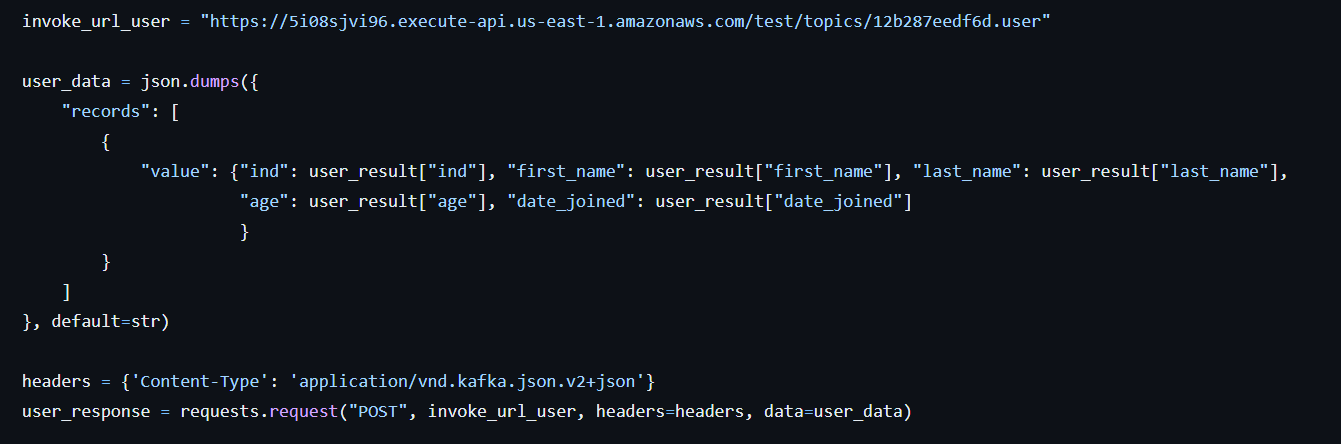 invoke_url_user = "https://5i08sjvi96.execute-api.us-east-1.amazonaws.com/test/topics/12b287eedf6d.user"
user_data = json.dumps({
"records": [
{
"value": {"ind": user_result["ind"], "first_name": user_result["first_name"], "last_name": user_result["last_name"],
"age": user_result["age"], "date_joined": user_result["date_joined"]
}
}
]
}, default=str)
headers = {'Content-Type': 'application/vnd.kafka.json.v2+json'}
user_response = requests.request("POST", invoke_url_user, headers=headers, data=user_data)